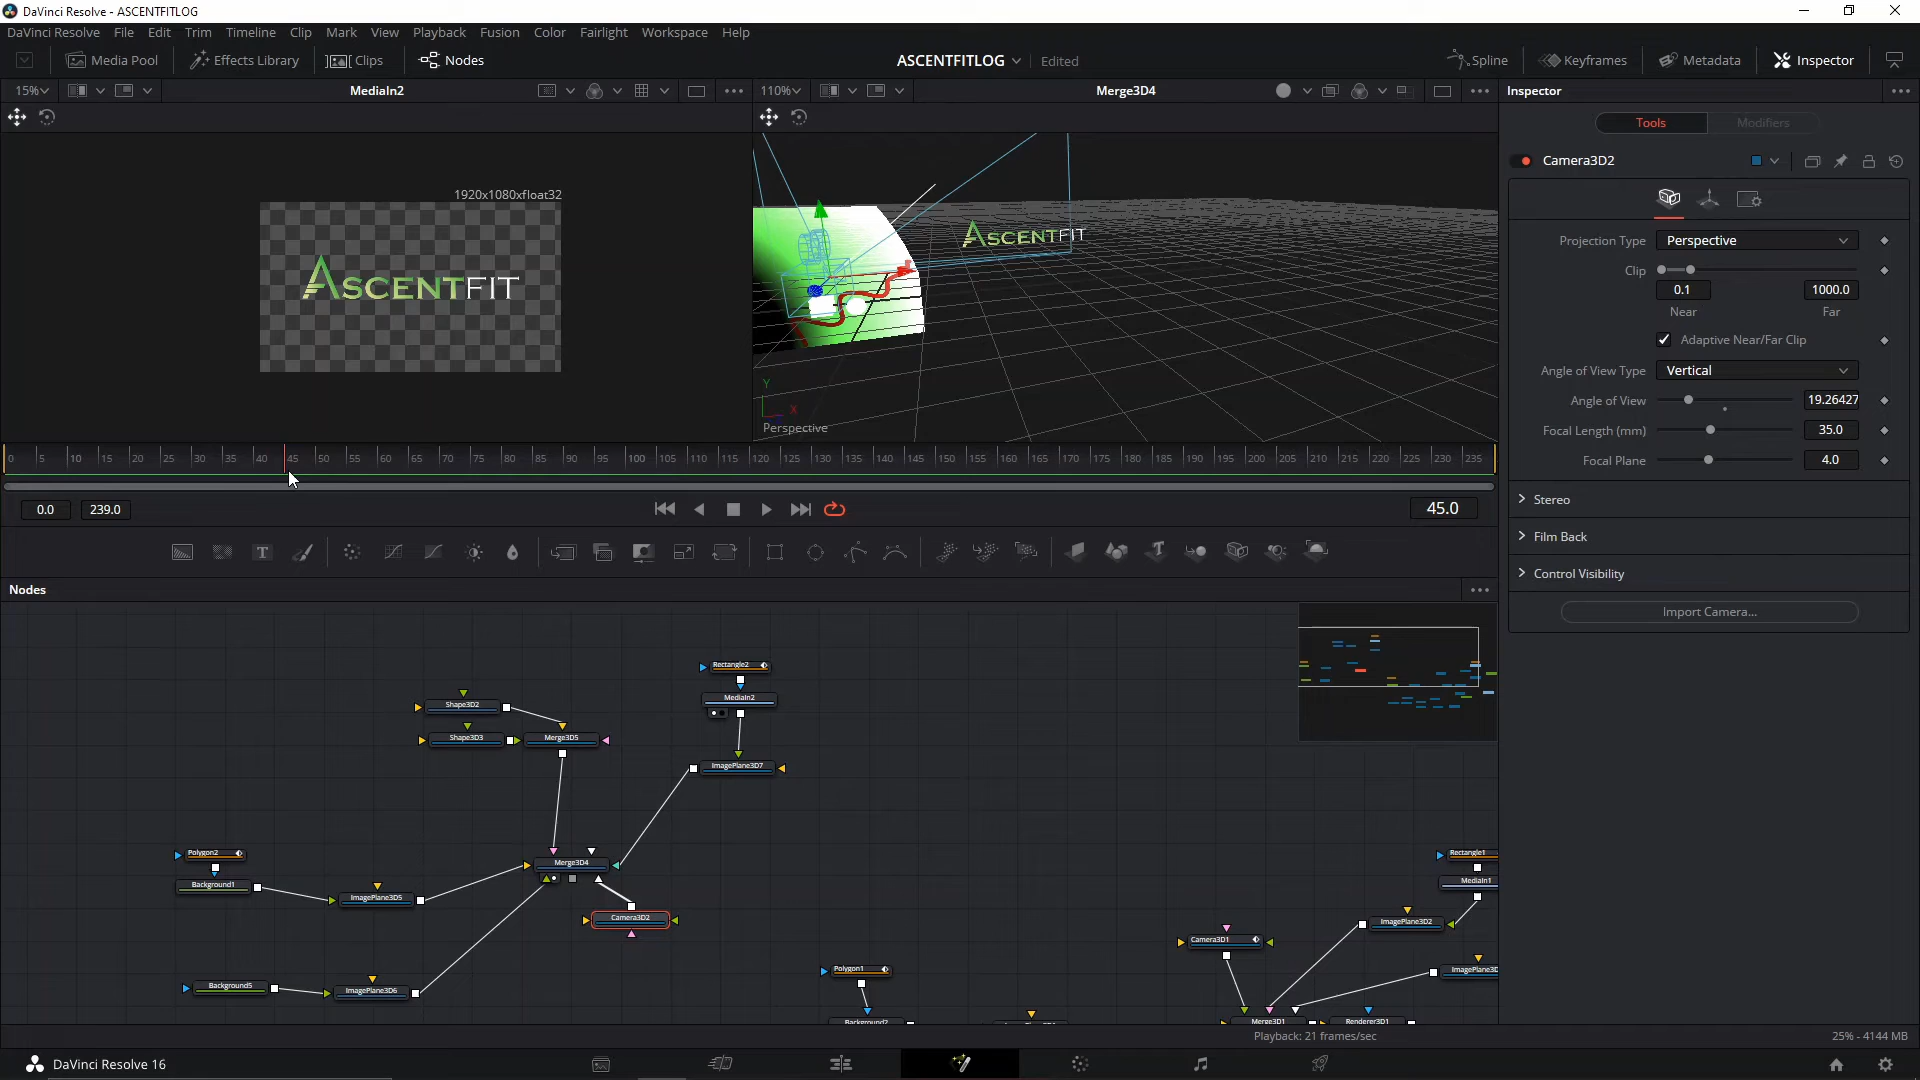 DaVinci Resolve - ASCENTFITLOG
DaVinci Resolve File Edit Trim Timeline Clip Mark View Playback Fusion Color Fairlight Workspace Help
Media Pool Effects Library Clips Nodes ASCENTFITLOG Edited Spline Keyframes Metadata Inspector
15% MediaIn2 110% Merge3D4 Inspector
Tools Modifiers
Camera3D2
1920x1080xfloat32
ASCENTFIT
ASCENTFIT
Y
X
Perspective
Projection Type Perspective
Clip
0.1 1000.0
Near Far
Adaptive Near/Far Clip
Angle of View Type Vertical
Angle of View 19.26427
Focal Length (mm) 35.0
Focal Plane 4.0
Stereo
Film Back
Control Visibility
Import Camera...
0 5 10 15 20 25 30 35 40 45 50 55 60 65 70 75 80 85 90 95 100 105 110 115 120 125 130 135 140 145 150 155 160 165 170 175 180 185 190 195 200 205 210 215 220 225 230 235
0.0 239.0 45.0
T T
Nodes
Rectangle2
MediaIn2
Shape3D2
Shape3D3 Merge3D5
ImagePlane3D7
Polygon2
Merge3D4
Rectangle1
Background1
MediaIn1
ImagePlane3D5
Camera3D2
ImagePlane3D2
Camera3D1
Polygon1
ImagePlane3D
Background5
ImagePlane3D6
Background2
Merge3D1 Renderer3D1
Playback: 21 frames/sec 25% - 4144 MB
DaVinci Resolve 16